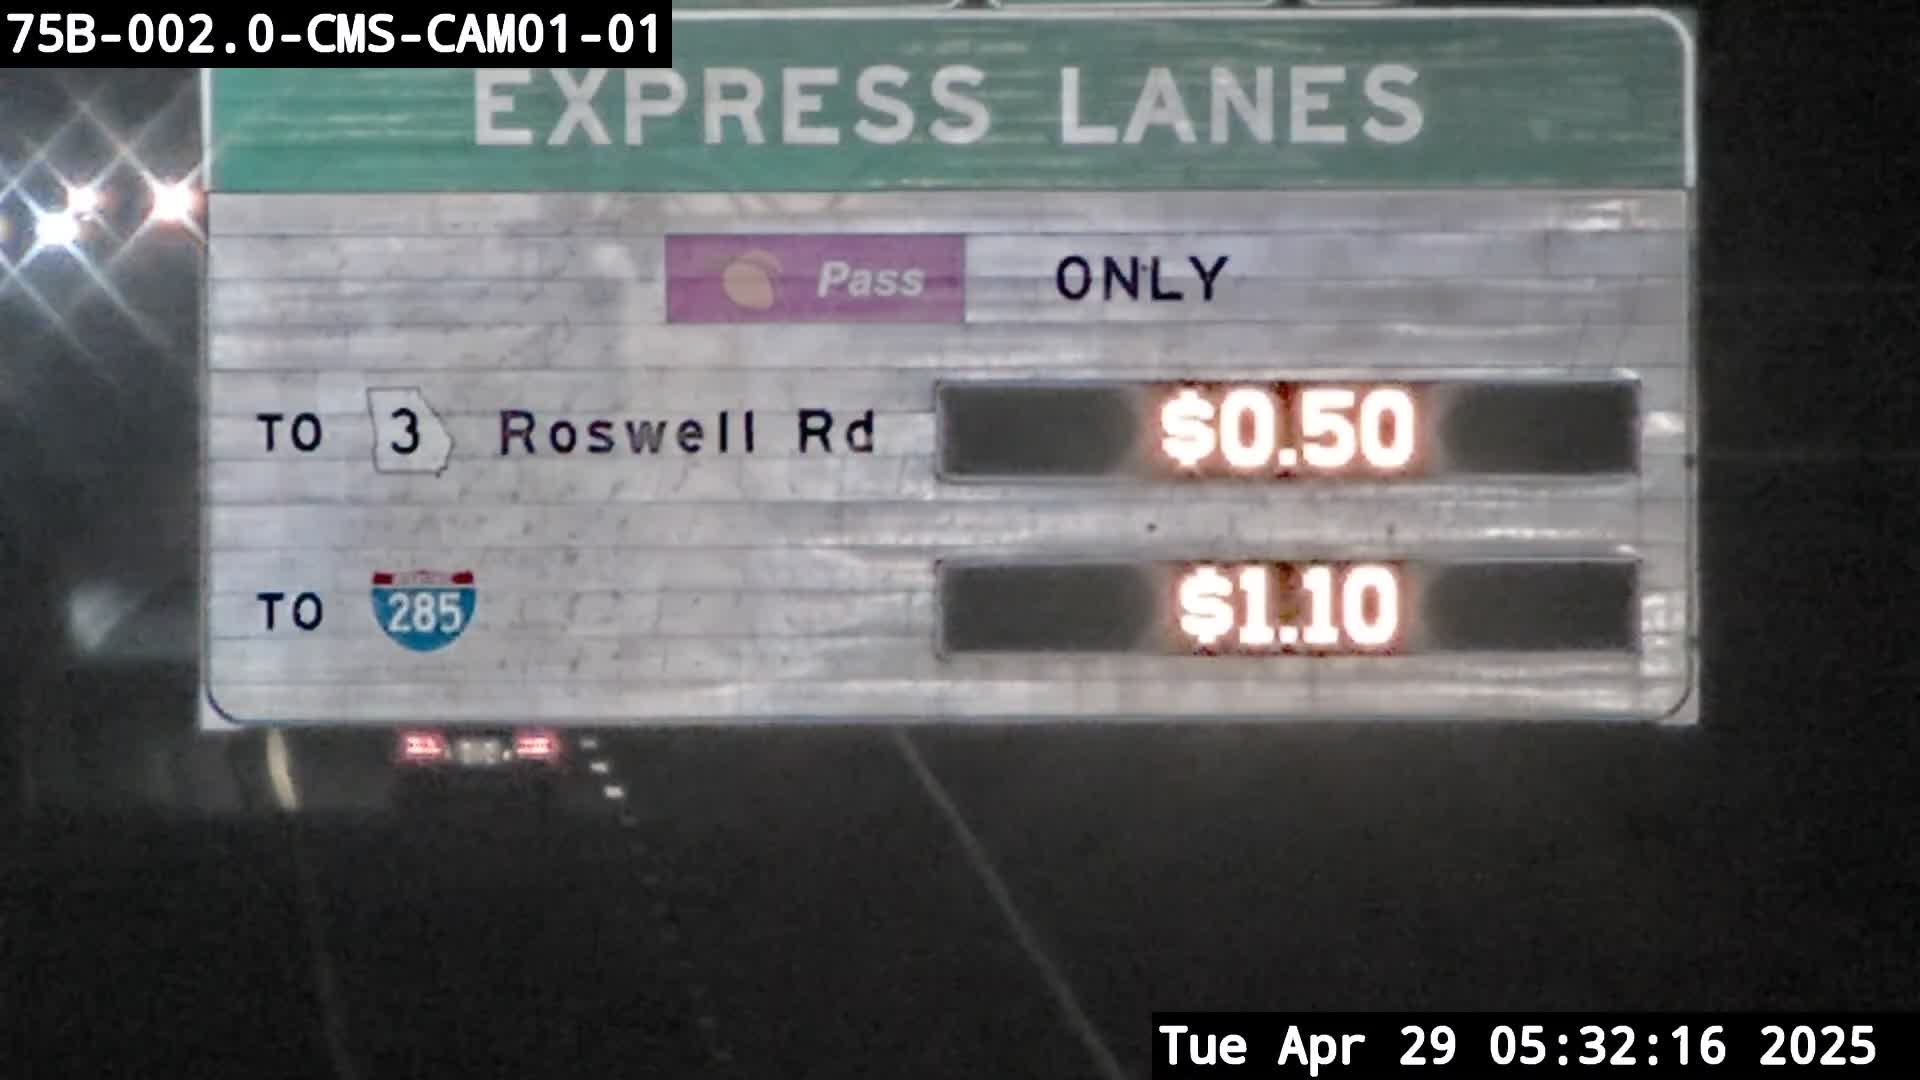 75B-002.0-CMS-CAM01-01
EXPRESS LANES
Pass ONLY
TO 3 Roswell Rd $0.50
TO 285 $1.10
Tue Apr 29 05:32:16 2025